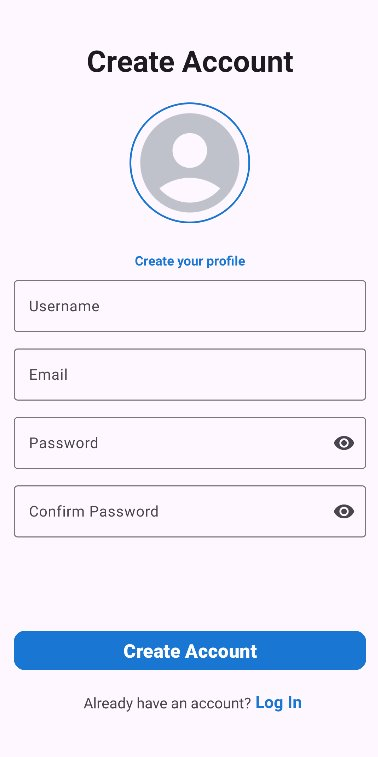 Create Account
Create your profile
Username
Email
Password
Confirm Password
Create Account
Already have an account? Log In